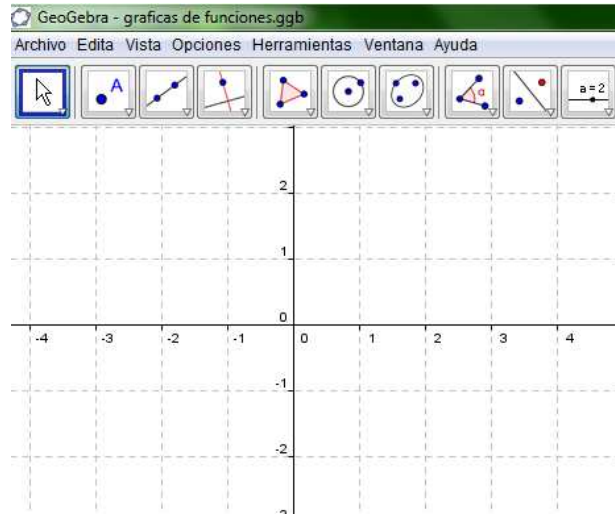 GeoGebra - graficas de funciones.ggb
Archivo Edita Vista Opciones Herramientas Ventana Ayuda
A
α
a = 2
2
1
0
-4 -3 -2 -1 0 1 2 3 4
-1
-2